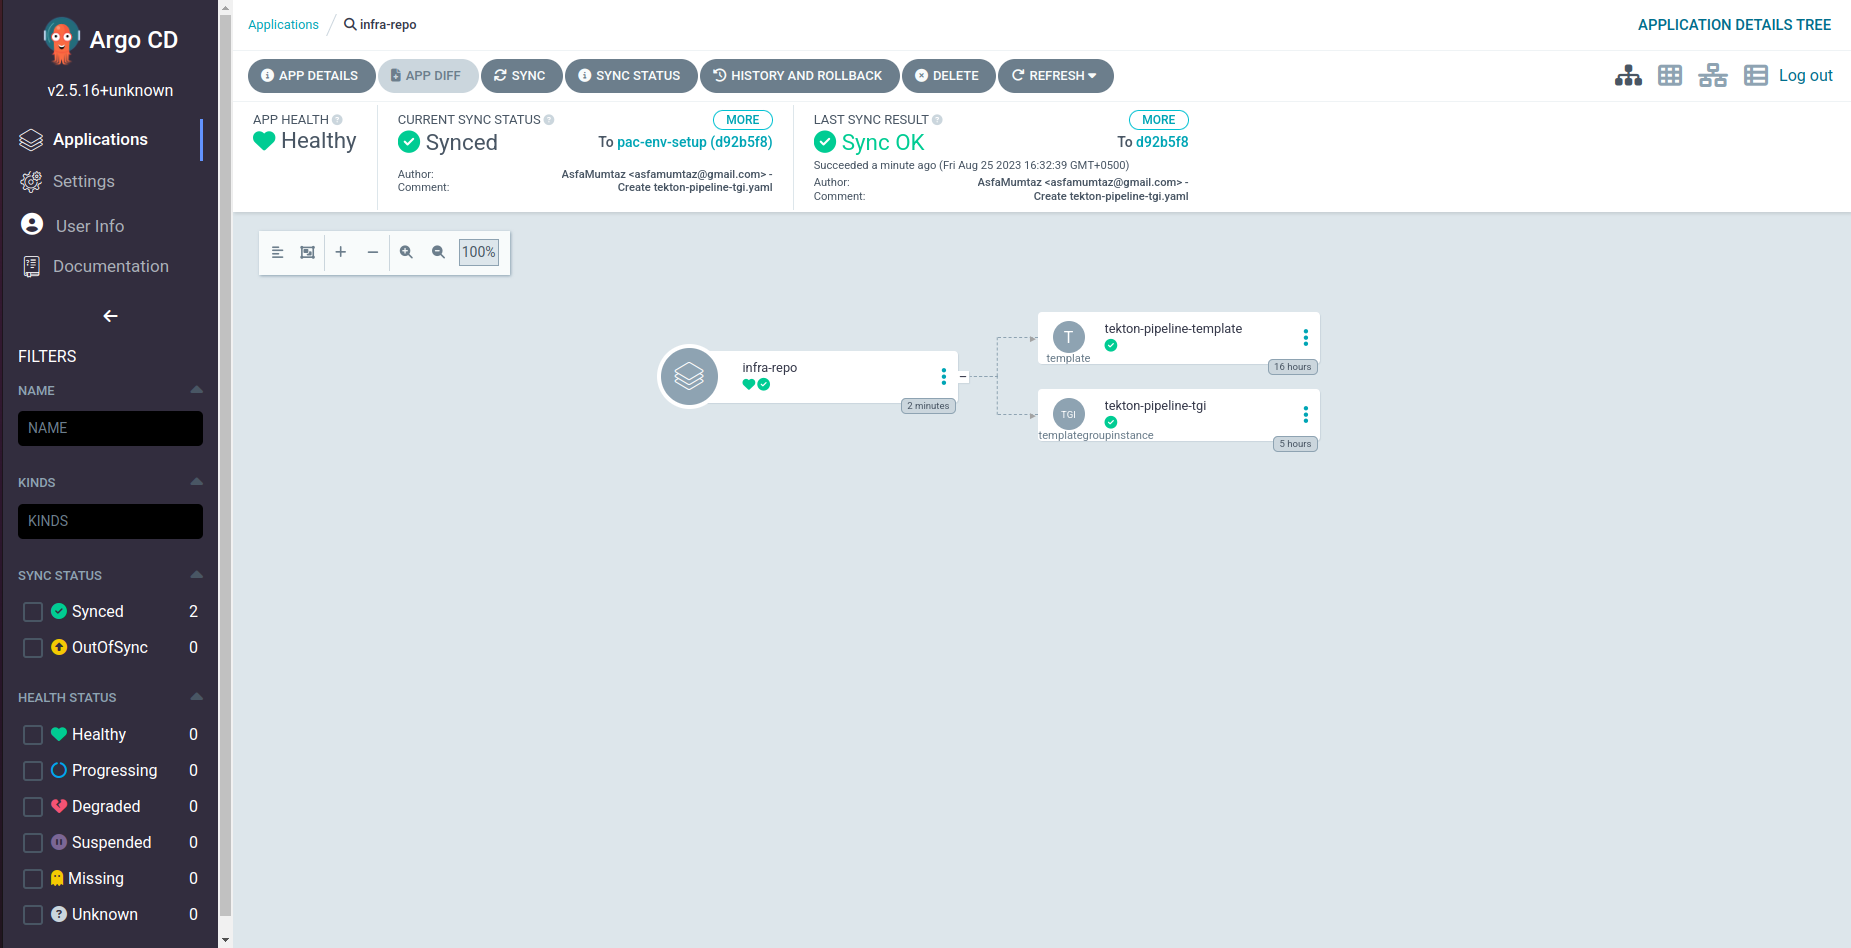 Argo CD
v2.5.16+unknown
Applications
Settings
User Info
Documentation
FILTERS
NAME
NAME
KINDS
KINDS
SYNC STATUS
Synced 2
OutOfSync 0
HEALTH STATUS
Healthy 0
Progressing 0
Degraded 0
Suspended 0
Missing 0
Unknown 0
Applications / infra-repo
APPLICATION DETAILS TREE
APP DETAILS APP DIFF SYNC SYNC STATUS HISTORY AND ROLLBACK DELETE REFRESH Log out
APP HEALTH
Healthy
CURRENT SYNC STATUS MORE
Synced To pac-env-setup (d92b5f8)
Author: AsfaMumtaz <asfamumtaz@gmail.com> -
Comment: Create tekton-pipeline-tgi.yaml
LAST SYNC RESULT MORE
Sync OK To d92b5f8
Succeeded a minute ago (Fri Aug 25 2023 16:32:39 GMT+0500)
Author: AsfaMumtaz <asfamumtaz@gmail.com> -
Comment: Create tekton-pipeline-tgi.yaml
100%
infra-repo
2 minutes
T
template
tekton-pipeline-template
16 hours
TGI
templategroupinstance
tekton-pipeline-tgi
5 hours